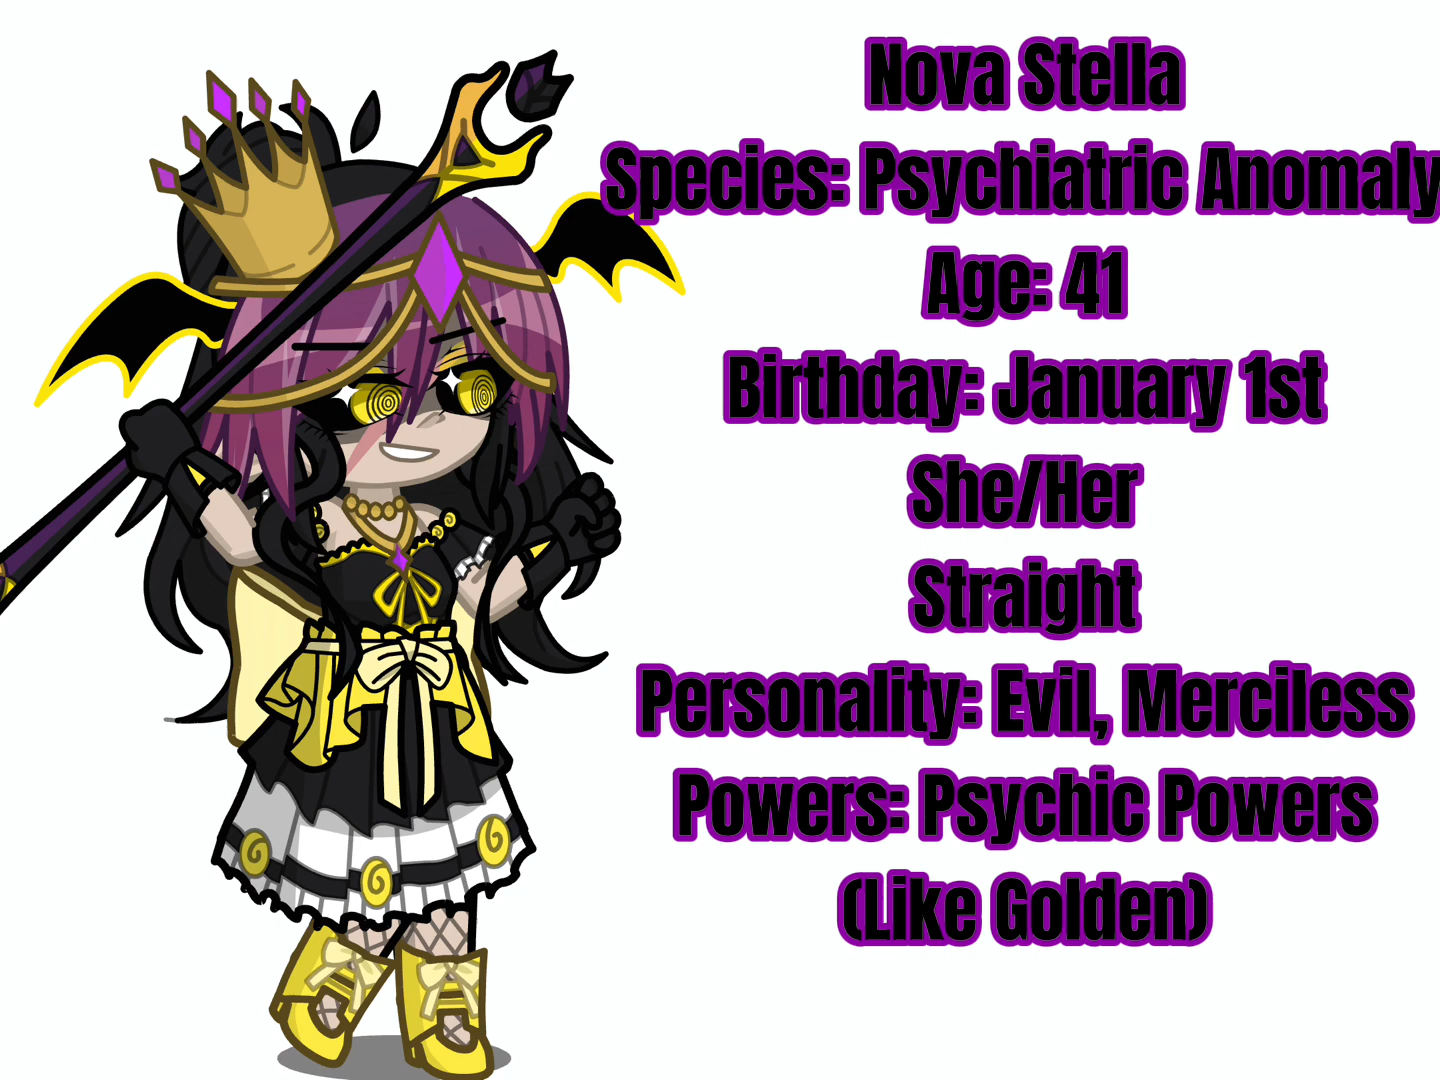 Nova Stella
Species: Psychiatric Anomaly
Age: 41
Birthday: January 1st
She/Her
Straight
Personality: Evil, Merciless
Powers: Psychic Powers
(Like Golden)